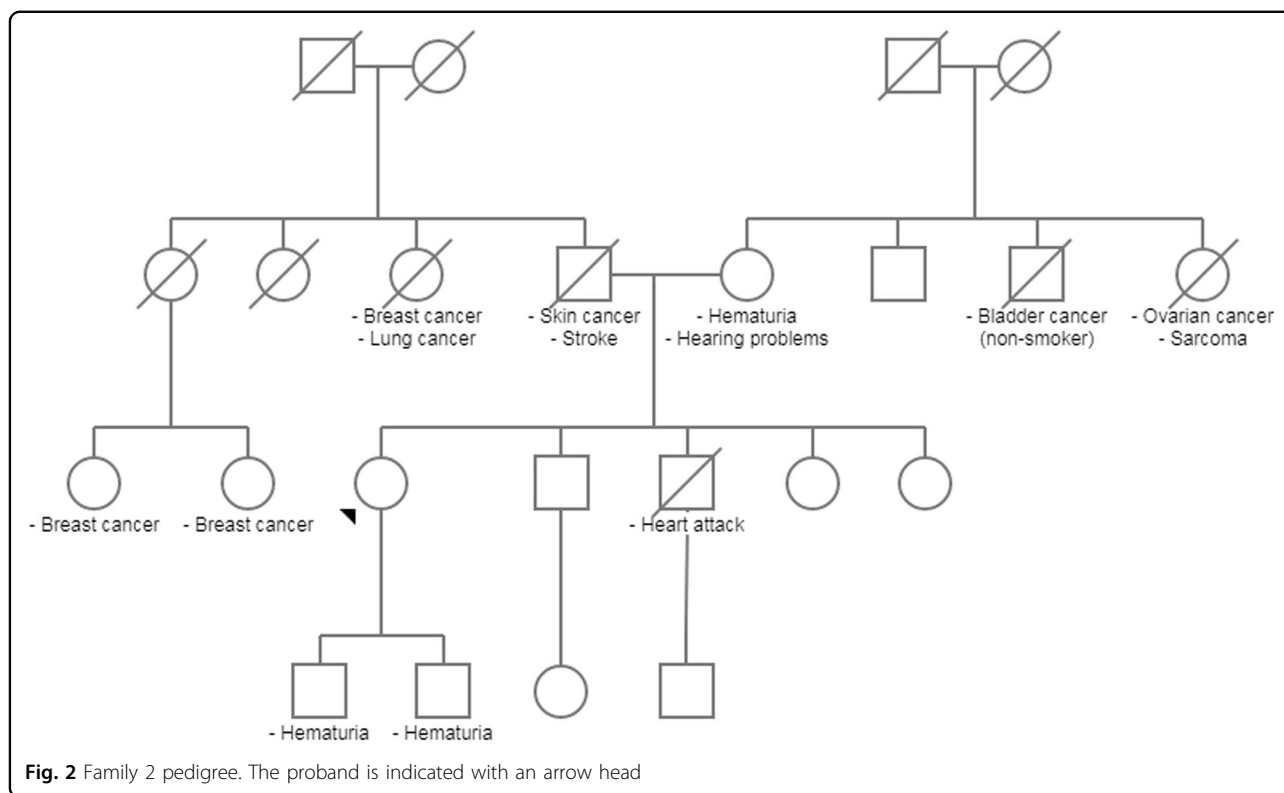 - Breast cancer
- Lung cancer
- Skin cancer
- Stroke
- Hematuria
- Hearing problems
- Bladder cancer
(non-smoker)
- Ovarian cancer
- Sarcoma
- Breast cancer
- Breast cancer
- Heart attack
- Hematuria
- Hematuria
Fig. 2 Family 2 pedigree. The proband is indicated with an arrow head